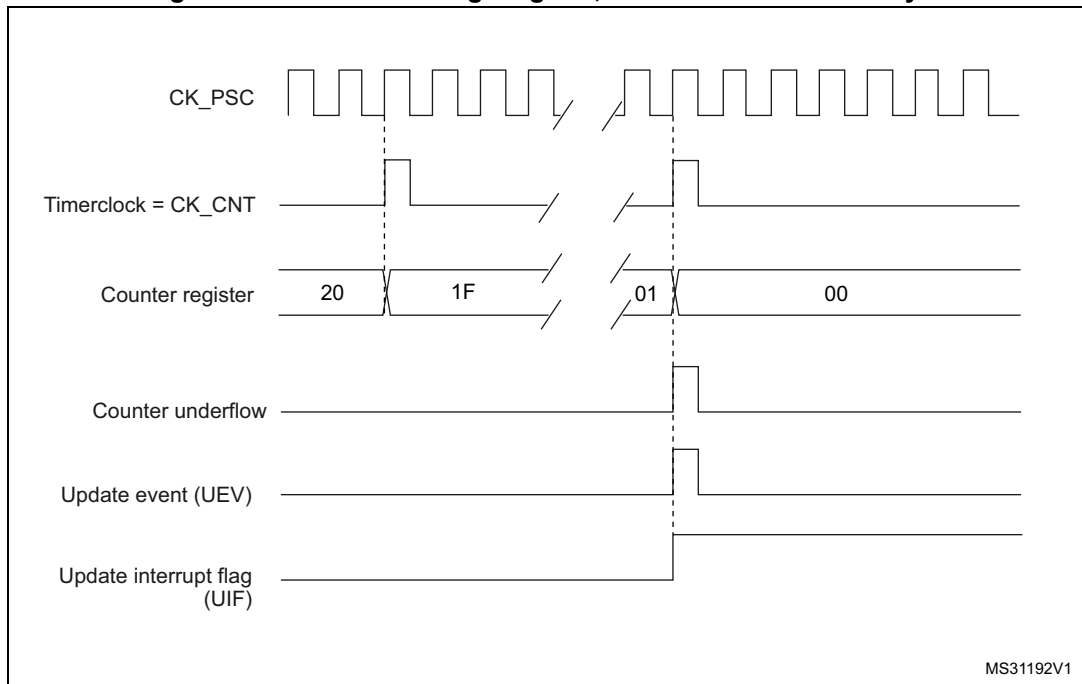 CK_PSC
Timerclock = CK_CNT
Counter register
20
1F
01
00
Counter underflow
Update event (UEV)
Update interrupt flag
(UIF)
MS31192V1